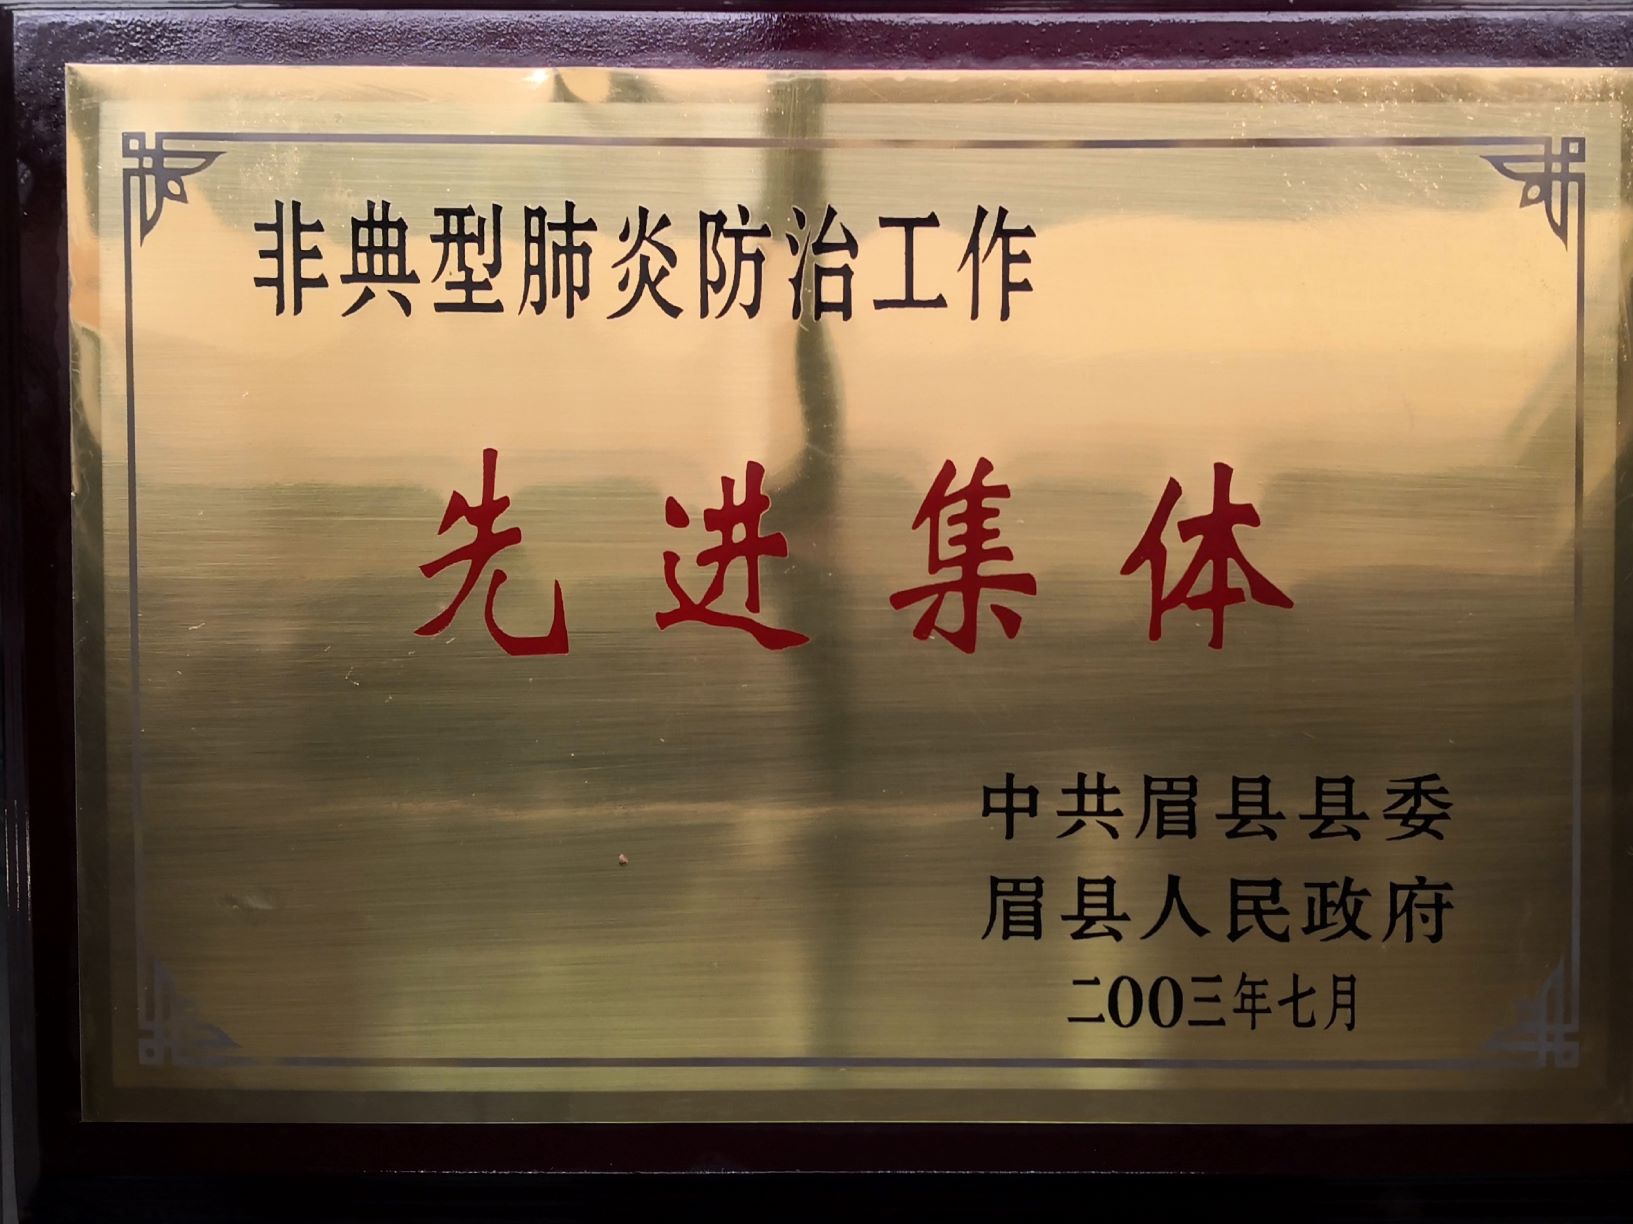 非典型肺炎防治工作
先进集体
中共眉县县委
眉县人民政府
二00三年七月